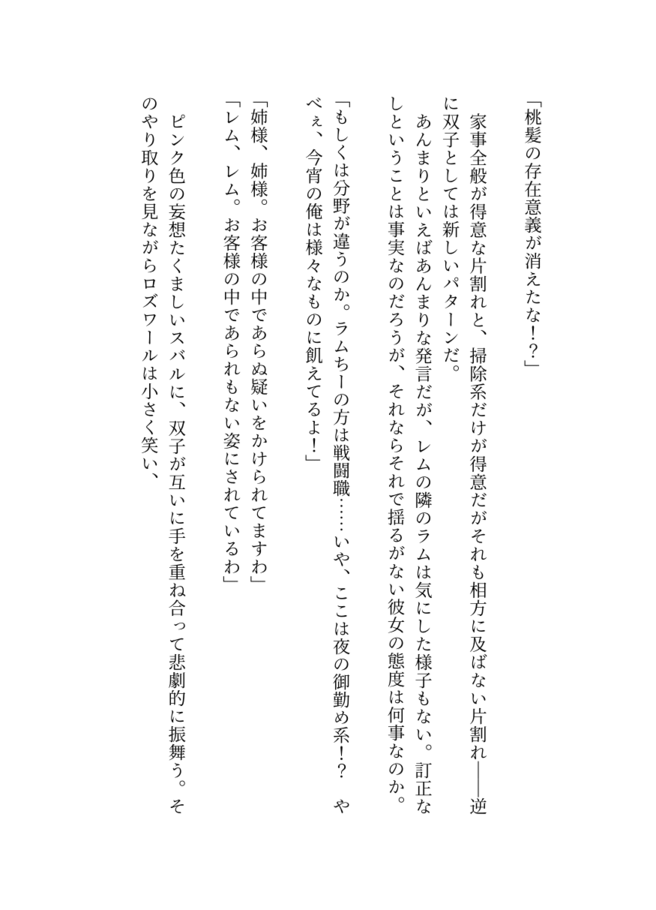 「桃髪の存在意義が消えたな！？」
　家事全般が得意な片割れと、掃除系だけが得意だがそれも相方に及ばない片割れ――逆
に双子としては新しいパターンだ。
　あんまりといえばあんまりな発言だが、レムの隣のラムは気にした様子もない。訂正な
しということは事実なのだろうが、それならそれで揺るがない彼女の態度は何事なのか。
「もしくは分野が違うのか。ラムちーの方は戦闘職……いや、ここは夜の御勤め系！？　や
べぇ、今宵の俺は様々なものに飢えてるよ！」
「姉様、姉様。お客様の中であらぬ疑いをかけられてますわ」
「レム、レム。お客様の中であられもない姿にされているわ」
　ピンク色の妄想たくましいスバルに、双子が互いに手を重ね合って悲劇的に振舞う。そ
のやり取りを見ながらロズワールは小さく笑い、